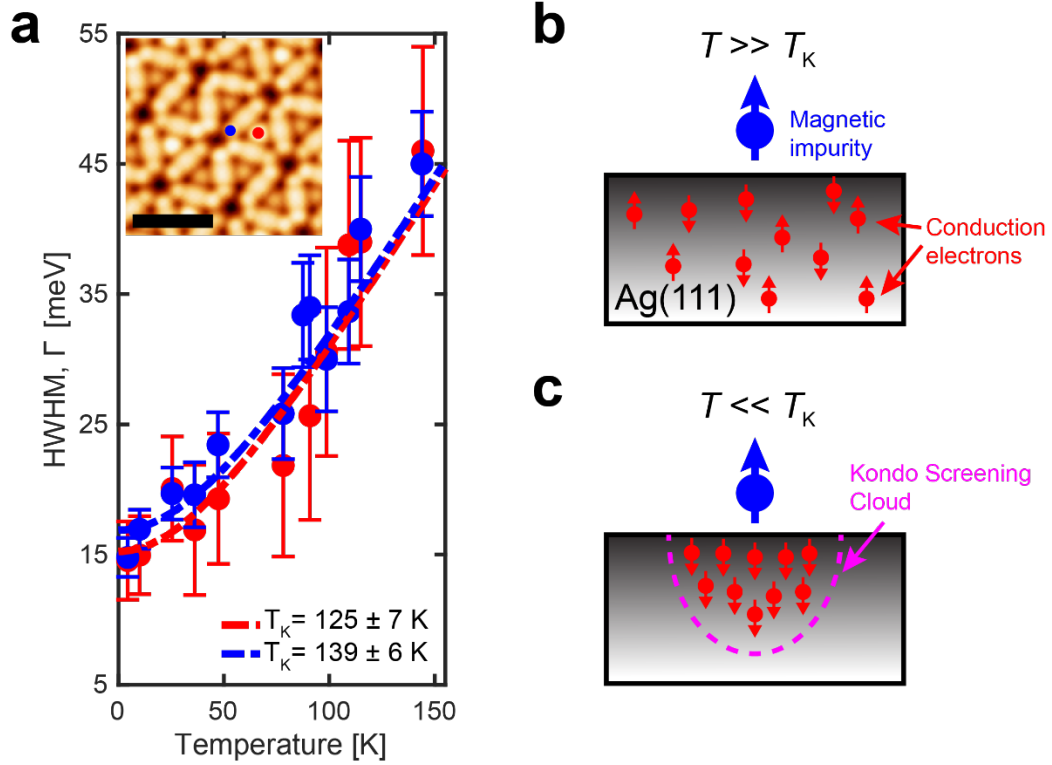 a
HWHM, Γ [meV]
55
45
35
25
15
5
T_K = 125 ± 7 K
T_K = 139 ± 6 K
0
50
100
150
Temperature [K]
b
T >> T_K
Magnetic
impurity
Conduction
electrons
Ag(111)
c
T << T_K
Kondo Screening
Cloud